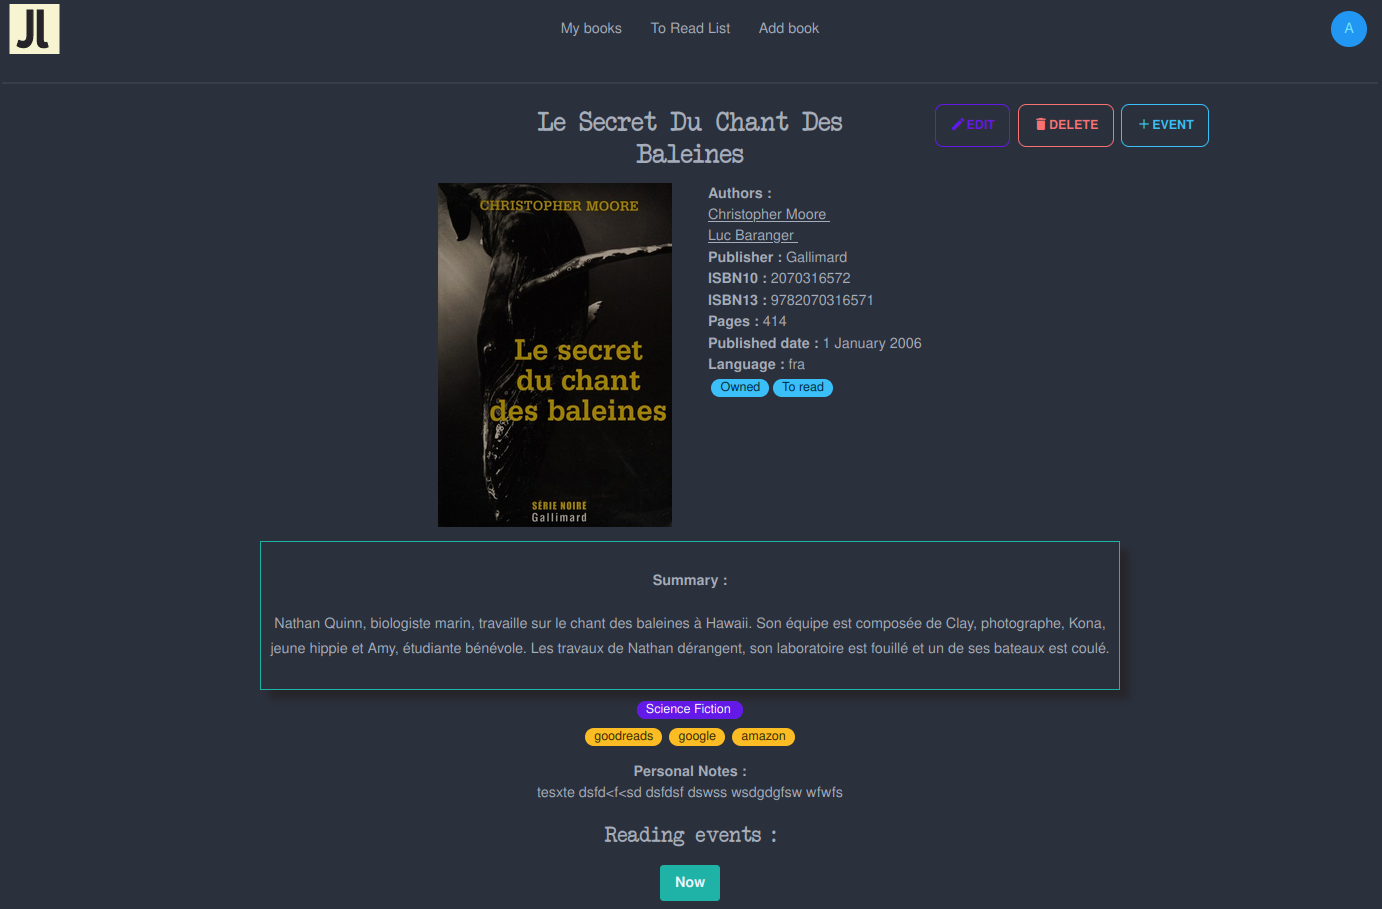 JL
My books To Read List Add book
A
Le Secret Du Chant Des
Baleines
EDIT DELETE + EVENT
CHRISTOPHER MOORE
Le secret
du chant
des baleines
SÉRIE NOIRE
Gallimard
Authors :
Christopher Moore
Luc Baranger
Publisher : Gallimard
ISBN10 : 2070316572
ISBN13 : 9782070316571
Pages : 414
Published date : 1 January 2006
Language : fra
Owned To read
Summary :
Nathan Quinn, biologiste marin, travaille sur le chant des baleines à Hawaii. Son équipe est composée de Clay, photographe, Kona,
jeune hippie et Amy, étudiante bénévole. Les travaux de Nathan dérangent, son laboratoire est fouillé et un de ses bateaux est coulé.
Science Fiction
goodreads google amazon
Personal Notes :
tesxte dsfd<f<sd dsfdsf dswss wsdgdgfsw wfwfs
Reading events :
Now